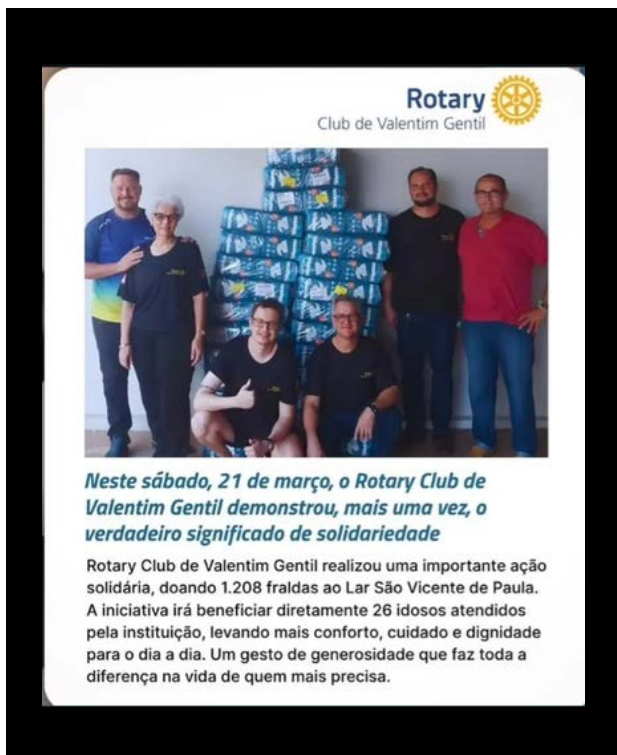 Rotary
Club de Valentim Gentil
Neste sábado, 21 de março, o Rotary Club de
Valentim Gentil demonstrou, mais uma vez, o
verdadeiro significado de solidariedade
Rotary Club de Valentim Gentil realizou uma importante ação
solidária, doando 1.208 fraldas ao Lar São Vicente de Paula.
A iniciativa irá beneficiar diretamente 26 idosos atendidos
pela instituição, levando mais conforto, cuidado e dignidade
para o dia a dia. Um gesto de generosidade que faz toda a
diferença na vida de quem mais precisa.